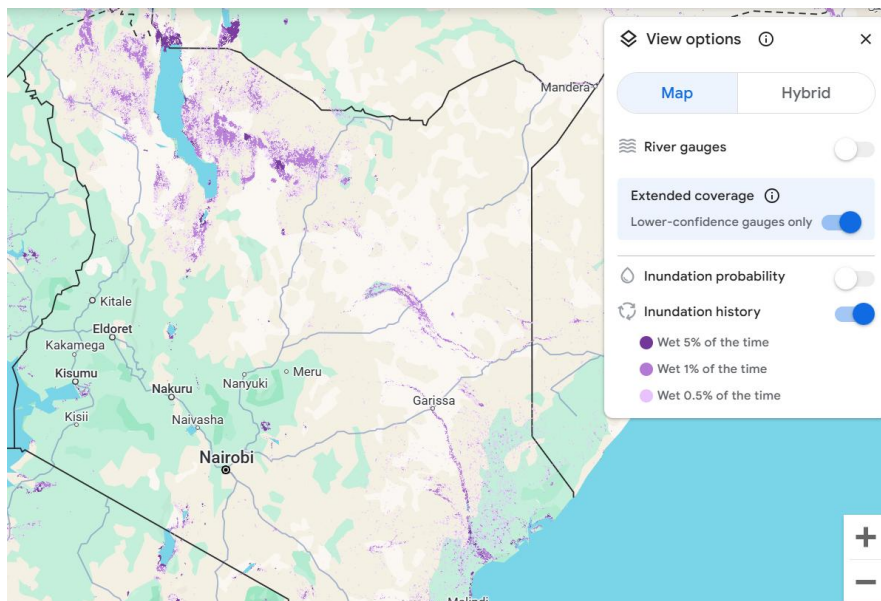 View options
Map
Hybrid
River gauges
Extended coverage
Lower-confidence gauges only
Inundation probability
Inundation history
Wet 5% of the time
Wet 1% of the time
Wet 0.5% of the time
Mandera
Kitale
Eldoret
Kakamega
Kisumu
Nanyuki
Meru
Nakuru
Kisii
Naivasha
Garissa
Nairobi
Malindi
+
−